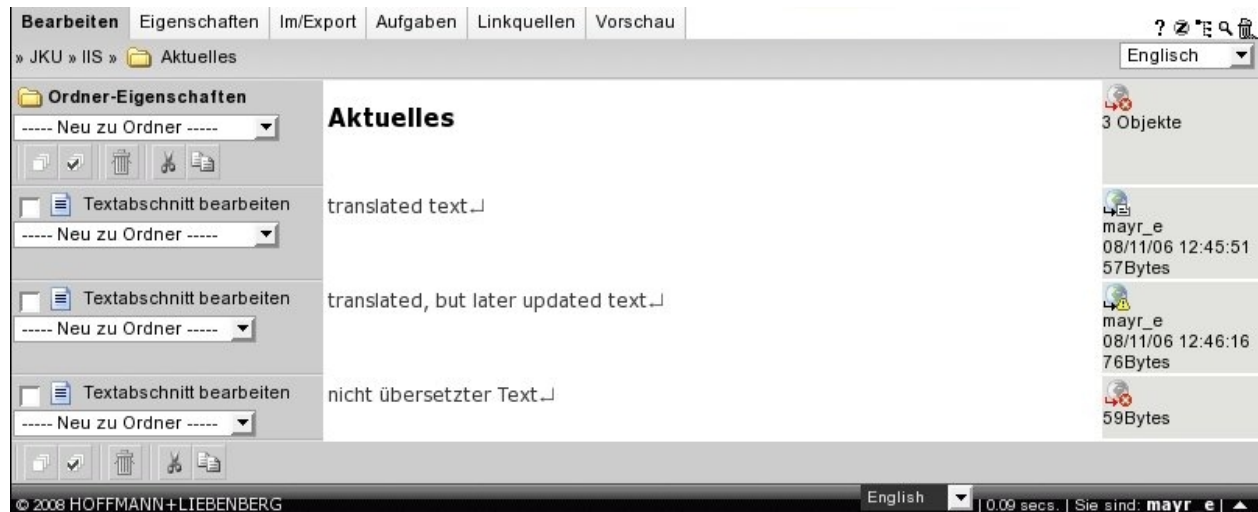 Bearbeiten Eigenschaften Im/Export Aufgaben Linkquellen Vorschau ?
» JKU » IIS » Aktuelles Englisch
Ordner-Eigenschaften
----- Neu zu Ordner -----
Aktuelles
3 Objekte
Textabschnitt bearbeiten
----- Neu zu Ordner -----
translated text
mayr_e
08/11/06 12:45:51
57Bytes
Textabschnitt bearbeiten
----- Neu zu Ordner -----
translated, but later updated text
mayr_e
08/11/06 12:46:16
76Bytes
Textabschnitt bearbeiten
----- Neu zu Ordner -----
nicht übersetzter Text
59Bytes
© 2008 HOFFMANN+LIEBENBERG English | 0.09 secs. | Sie sind: mayr_e |